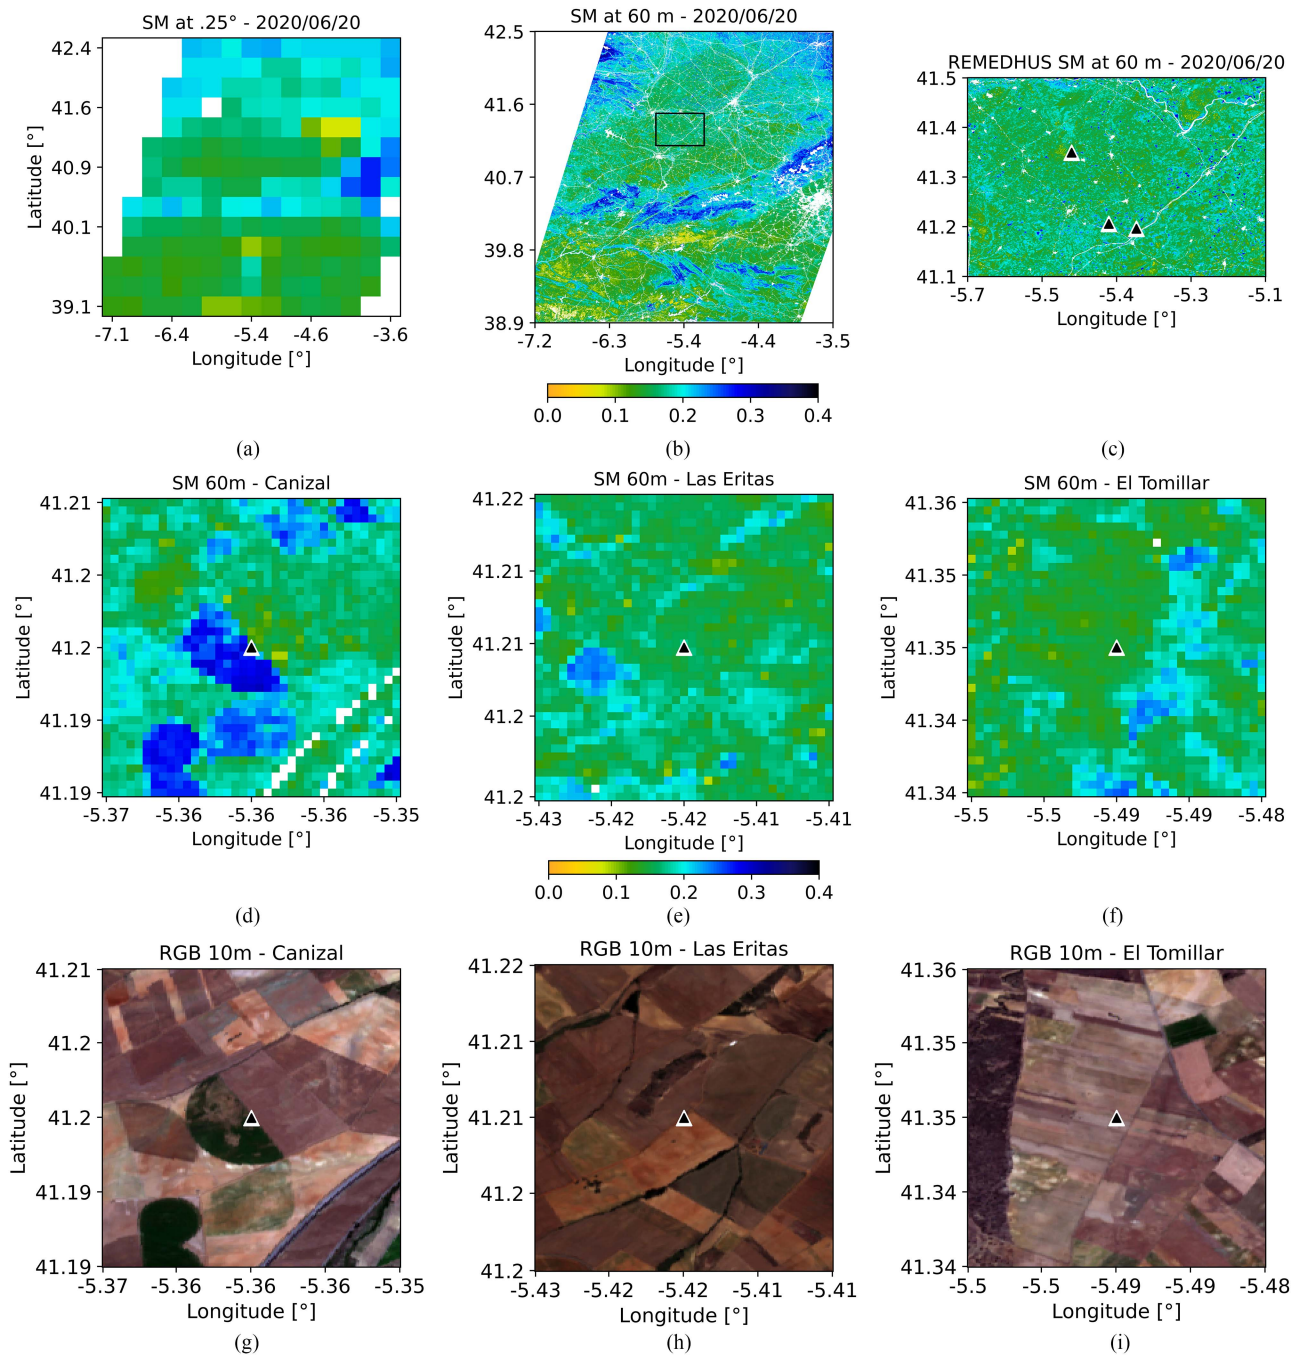 SM at .25° - 2020/06/20
42.4
41.6
40.9
40.1
39.1
Latitude [°]
-7.1 -6.4 -5.4 -4.6 -3.6
Longitude [°]
(a)
SM at 60 m - 2020/06/20
42.5
41.6
40.7
39.8
38.9
Latitude [°]
-7.2 -6.3 -5.4 -4.4 -3.5
Longitude [°]
0.0 0.1 0.2 0.3 0.4
(b)
REMEDHUS SM at 60 m - 2020/06/20
41.5
41.4
41.3
41.2
41.1
Latitude [°]
-5.7 -5.5 -5.4 -5.3 -5.1
Longitude [°]
(c)
SM 60m - Canizal
41.21
41.2
41.2
41.19
41.19
Latitude [°]
-5.37 -5.36 -5.36 -5.36 -5.35
Longitude [°]
(d)
SM 60m - Las Eritas
41.22
41.21
41.21
41.2
41.2
Latitude [°]
-5.43 -5.42 -5.42 -5.41 -5.41
Longitude [°]
0.0 0.1 0.2 0.3 0.4
(e)
SM 60m - El Tomillar
41.36
41.35
41.35
41.34
41.34
Latitude [°]
-5.5 -5.5 -5.49 -5.49 -5.48
Longitude [°]
(f)
RGB 10m - Canizal
41.21
41.2
41.2
41.19
41.19
Latitude [°]
-5.37 -5.36 -5.36 -5.36 -5.35
Longitude [°]
(g)
RGB 10m - Las Eritas
41.22
41.21
41.21
41.2
41.2
Latitude [°]
-5.43 -5.42 -5.42 -5.41 -5.41
Longitude [°]
(h)
RGB 10m - El Tomillar
41.36
41.35
41.35
41.34
41.34
Latitude [°]
-5.5 -5.5 -5.49 -5.49 -5.48
Longitude [°]
(i)